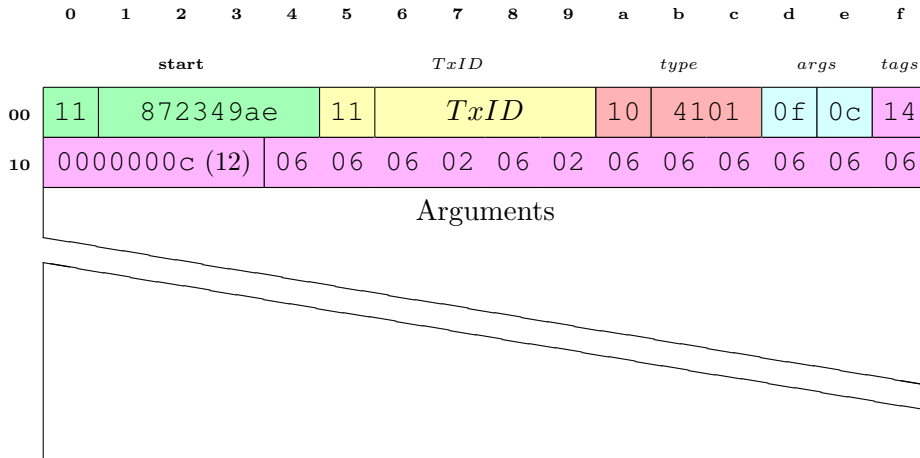 0 1 2 3 4 5 6 7 8 9 a b c d e f
start TxID type args tags
00 11 872349ae 11 TxID 10 4101 0f 0c 14
10 0000000c (12) 06 06 06 02 06 02 06 06 06 06 06 06
Arguments